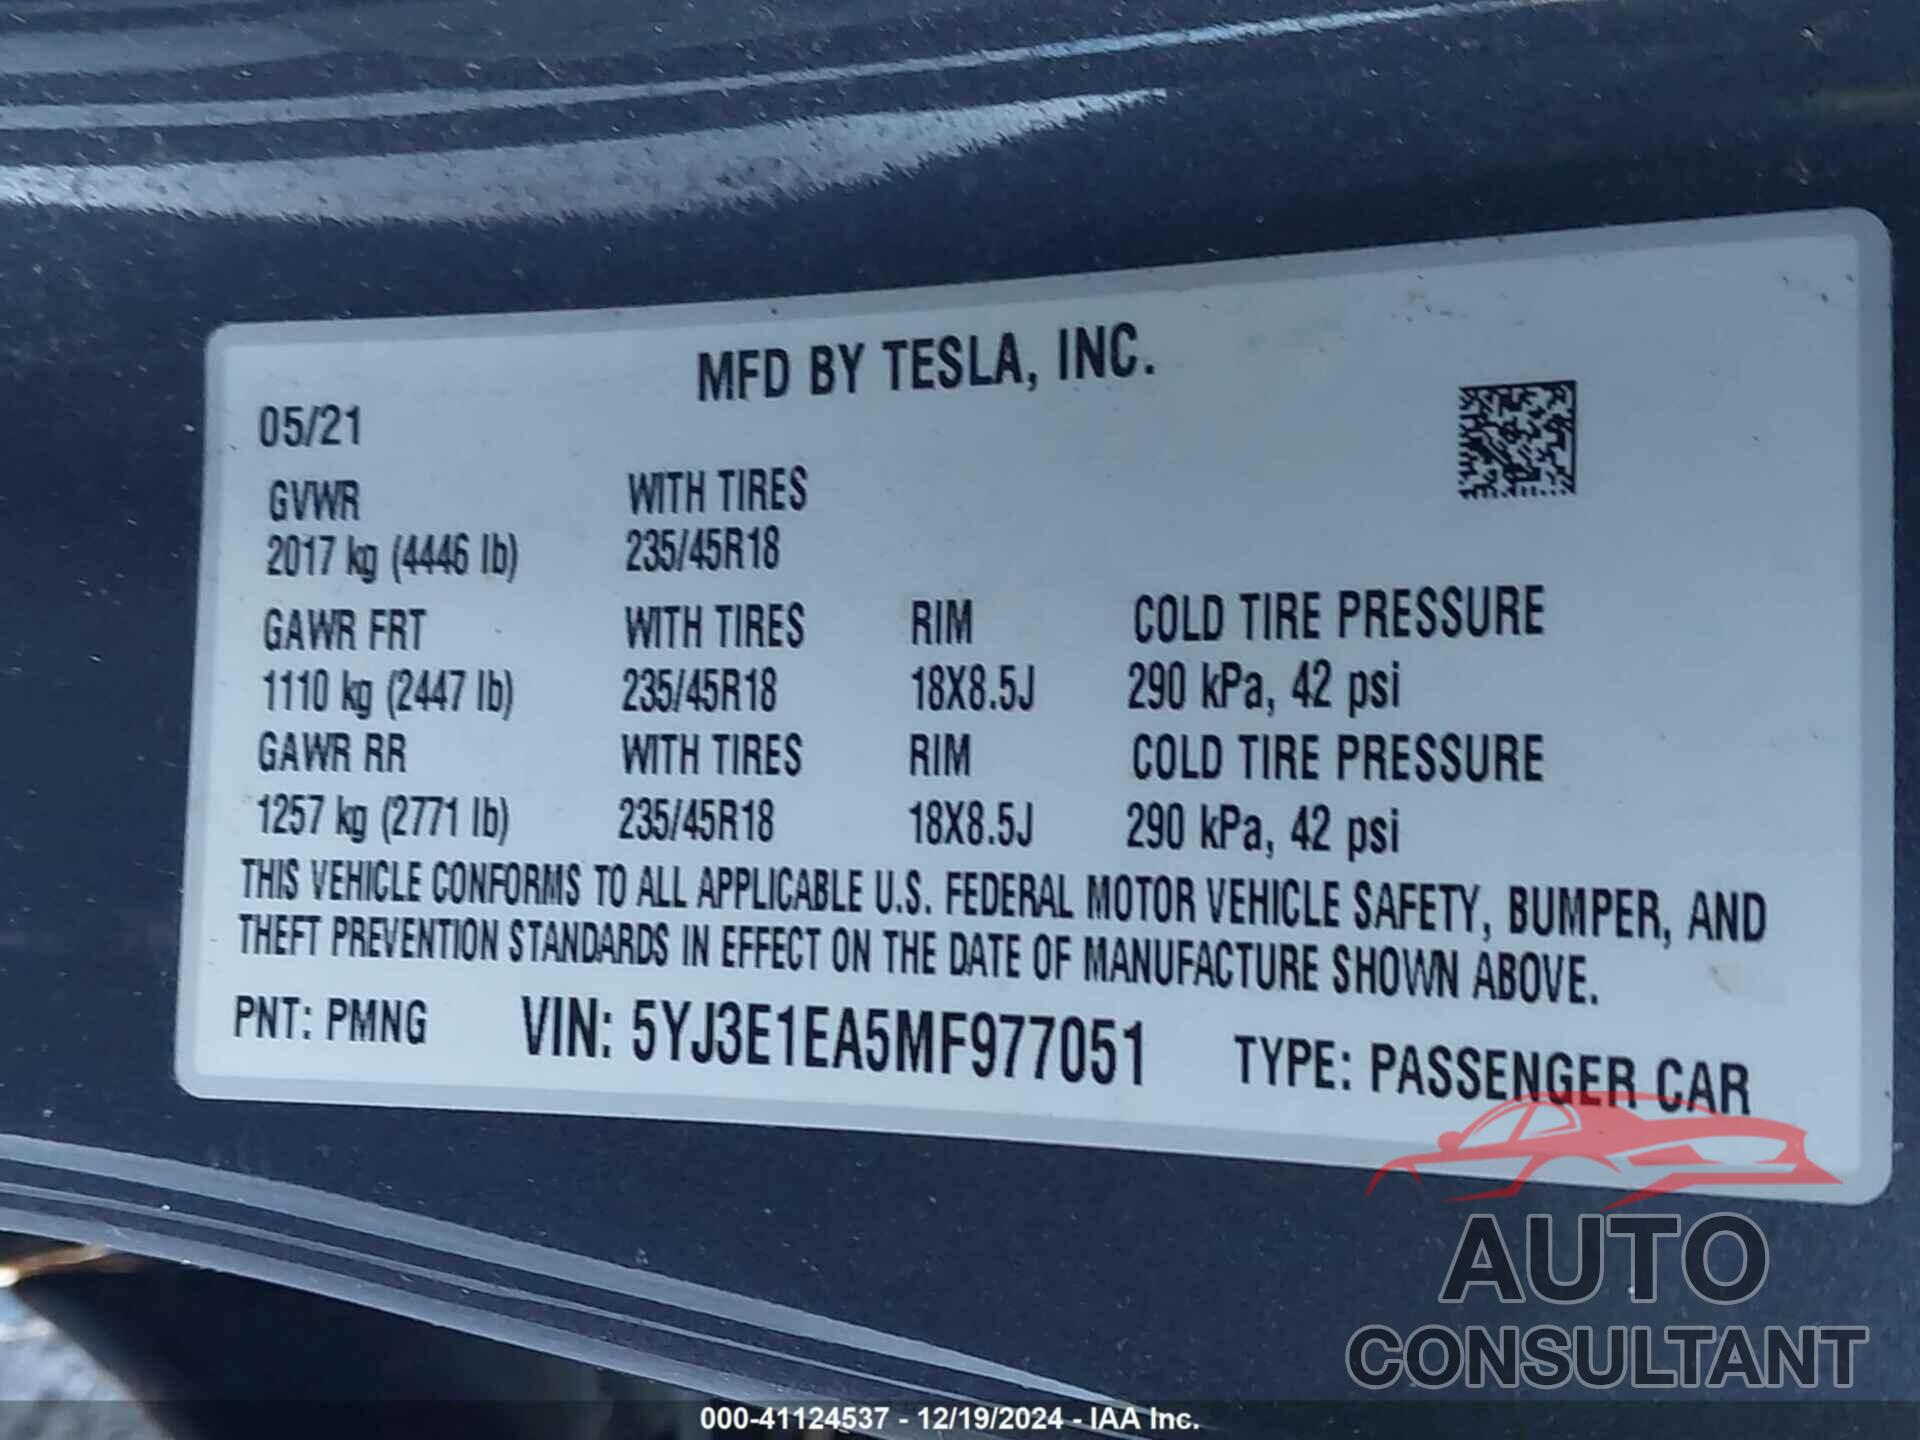 MFD BY TESLA, INC.
05/21
GVWR WITH TIRES
2017 kg (4446 lb) 235/45R18
GAWR FRT WITH TIRES RIM COLD TIRE PRESSURE
1110 kg (2447 lb) 235/45R18 18X8.5J 290 kPa, 42 psi
GAWR RR WITH TIRES RIM COLD TIRE PRESSURE
1257 kg (2771 lb) 235/45R18 18X8.5J 290 kPa, 42 psi
THIS VEHICLE CONFORMS TO ALL APPLICABLE U.S. FEDERAL MOTOR VEHICLE SAFETY, BUMPER, AND
THEFT PREVENTION STANDARDS IN EFFECT ON THE DATE OF MANUFACTURE SHOWN ABOVE.
PNT: PMNG VIN: 5YJ3E1EA5MF977051 TYPE: PASSENGER CAR
AUTO
CONSULTANT
000-41124537 - 12/19/2024 - IAA Inc.